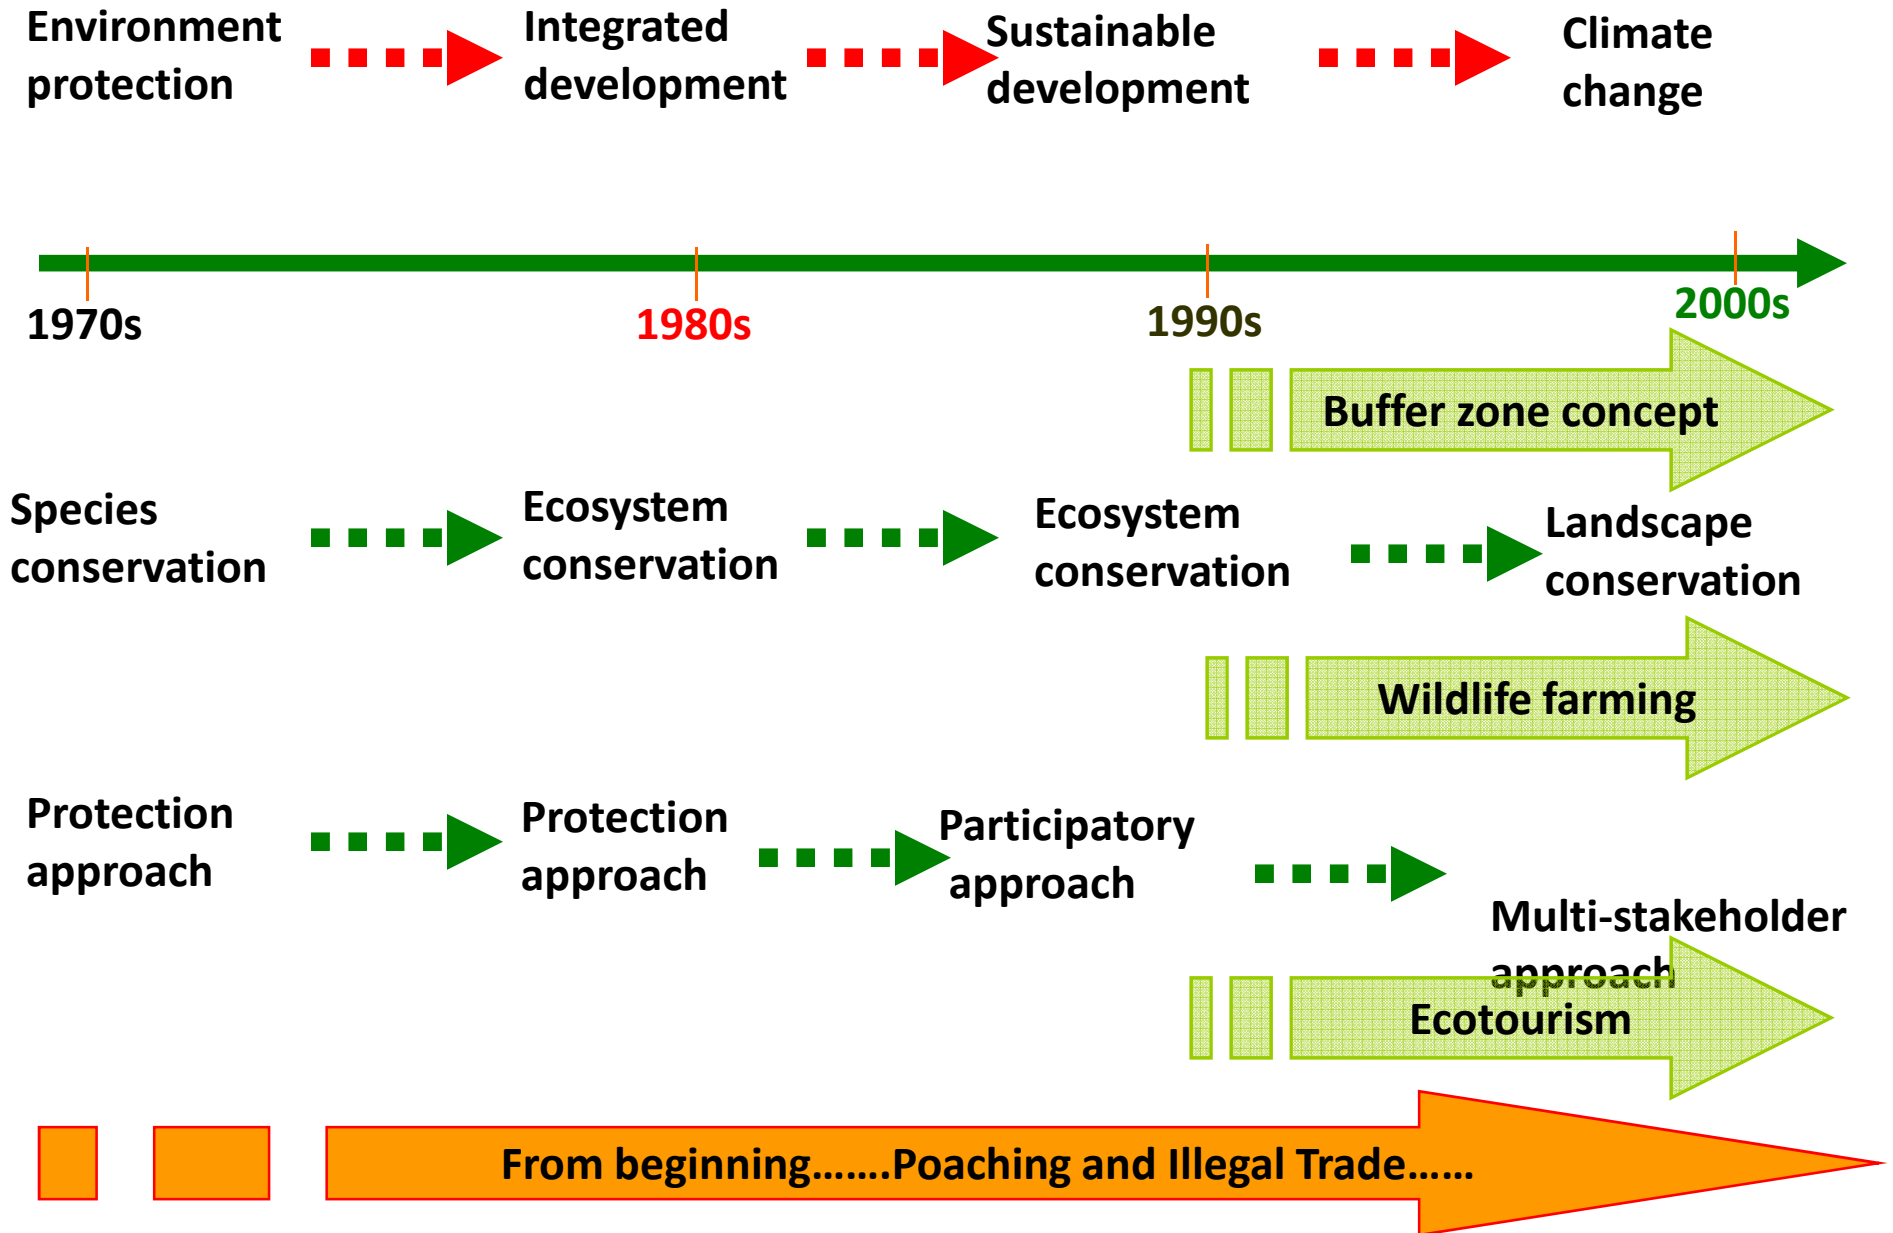 Environment
protection
Integrated
development
Sustainable
development
Climate
change
1970s
1980s
1990s
2000s
Buffer zone concept
Species
conservation
Ecosystem
conservation
Ecosystem
conservation
Landscape
conservation
Wildlife farming
Protection
approach
Protection
approach
Participatory
approach
Multi-stakeholder
approach
Ecotourism
From beginning…….Poaching and Illegal Trade……